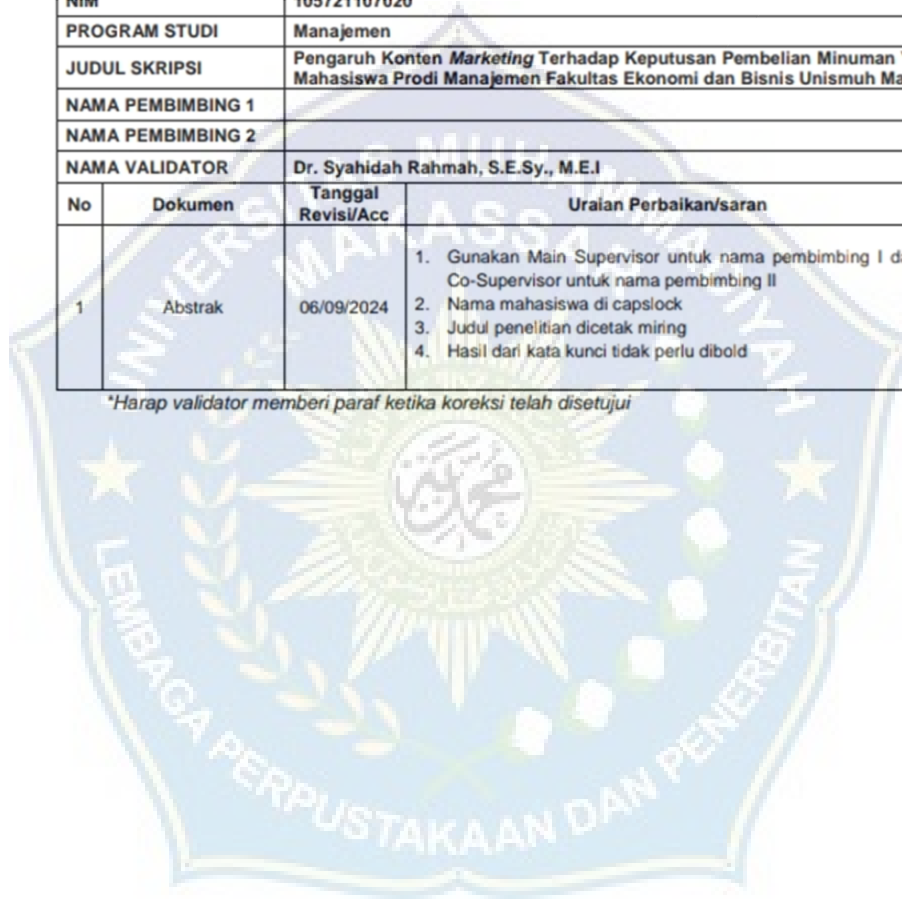 NIM 105721107020
PROGRAM STUDI Manajemen
JUDUL SKRIPSI Pengaruh Konten Marketing Terhadap Keputusan Pembelian Minuman
Mahasiswa Prodi Manajemen Fakultas Ekonomi dan Bisnis Unismuh
NAMA PEMBIMBING 1
NAMA PEMBIMBING 2
NAMA VALIDATOR Dr. Syahidah Rahmah, S.E.Sy., M.E.I
No Dokumen Tanggal Revisi/Acc Uraian Perbaikan/saran
1 Abstrak 06/09/2024
1. Gunakan Main Supervisor untuk nama pembimbing I
Co-Supervisor untuk nama pembimbing II
2. Nama mahasiswa di capslock
3. Judul penelitian dicetak miring
4. Hasil dari kata kunci tidak perlu dibold
*Harap validator memberi paraf ketika koreksi telah disetujui
UNIVERSITAS MUHAMMADIYAH
MAKASSAR
محمد
LEMBAGA PERPUSTAKAAN DAN PENERBITAN